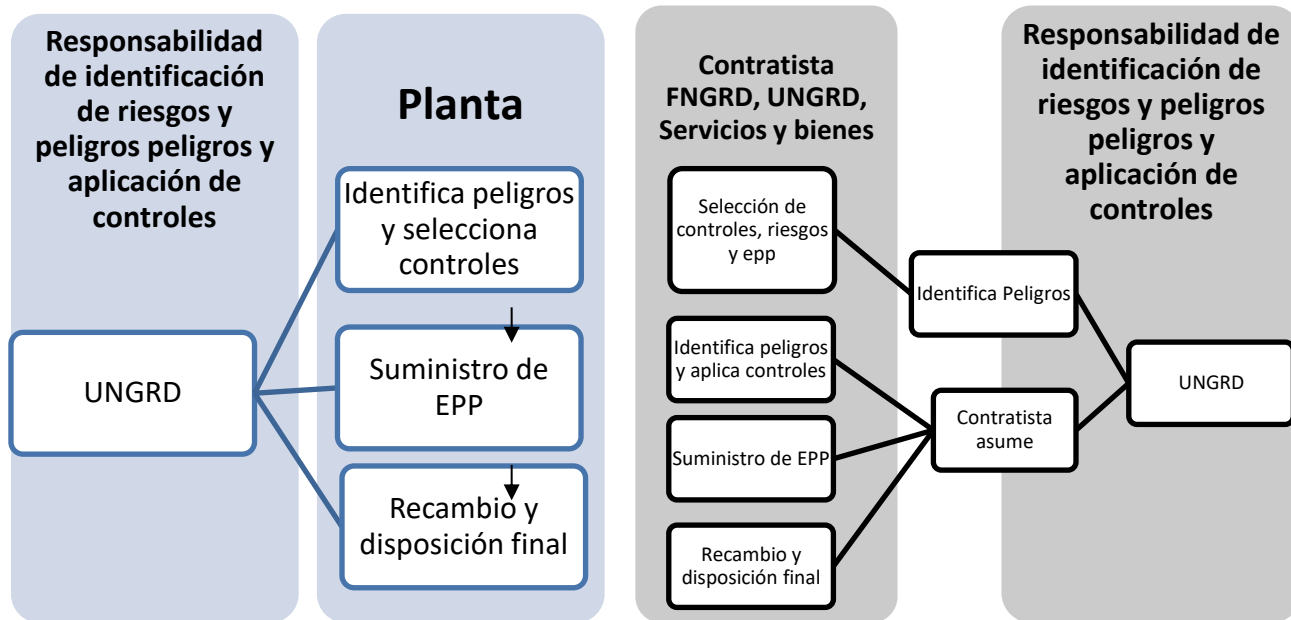 Responsabilidad
de identificación
de riesgos y
peligros peligros y
aplicación de
controles
UNGRD
Planta
Identifica peligros
y selecciona
controles
Suministro de
EPP
Recambio y
disposición final
Contratista
FNGRD, UNGRD,
Servicios y bienes
Selección de
controles, riesgos
y epp
Identifica peligros
y aplica controles
Suministro de EPP
Recambio y
disposición final
Identifica Peligros
Contratista
asume
Responsabilidad de
identificación de
riesgos y peligros
peligros y
aplicación de
controles
UNGRD